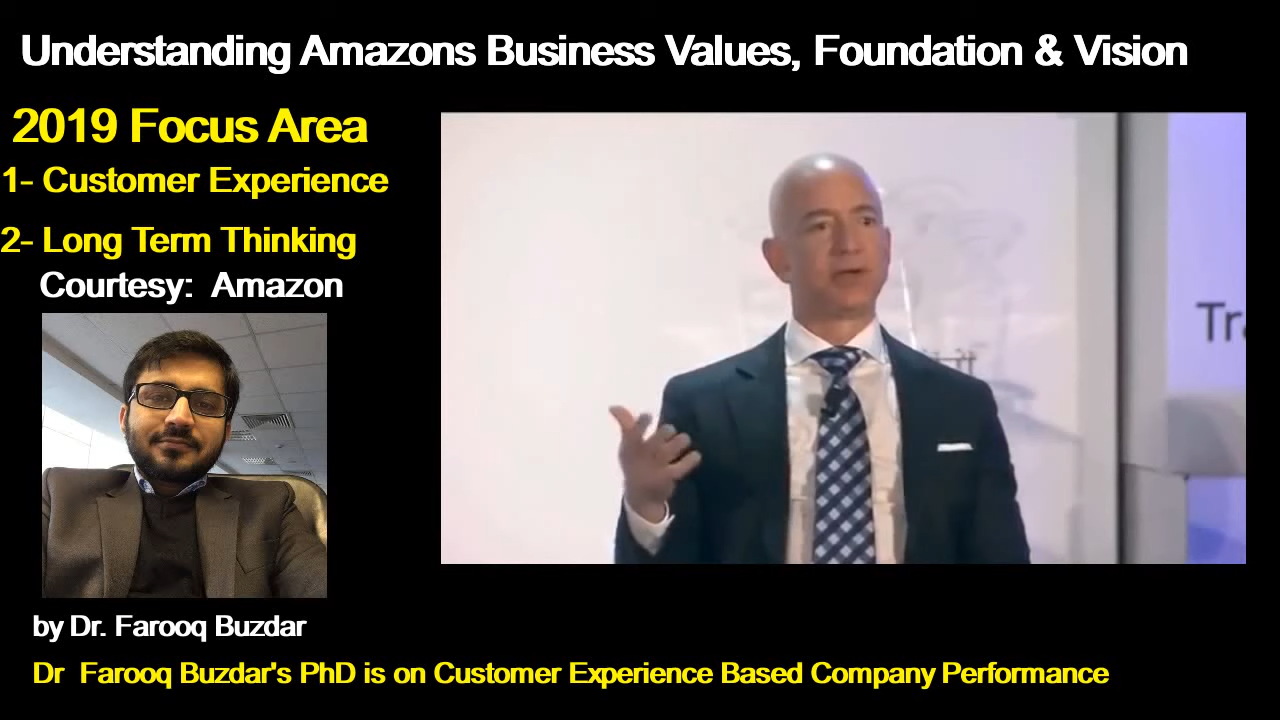 Understanding Amazons Business Values, Foundation & Vision
2019 Focus Area
1- Customer Experience
2- Long Term Thinking
Courtesy:  Amazon
Tr
by Dr. Farooq Buzdar
Dr  Farooq Buzdar's PhD is on Customer Experience Based Company Performance